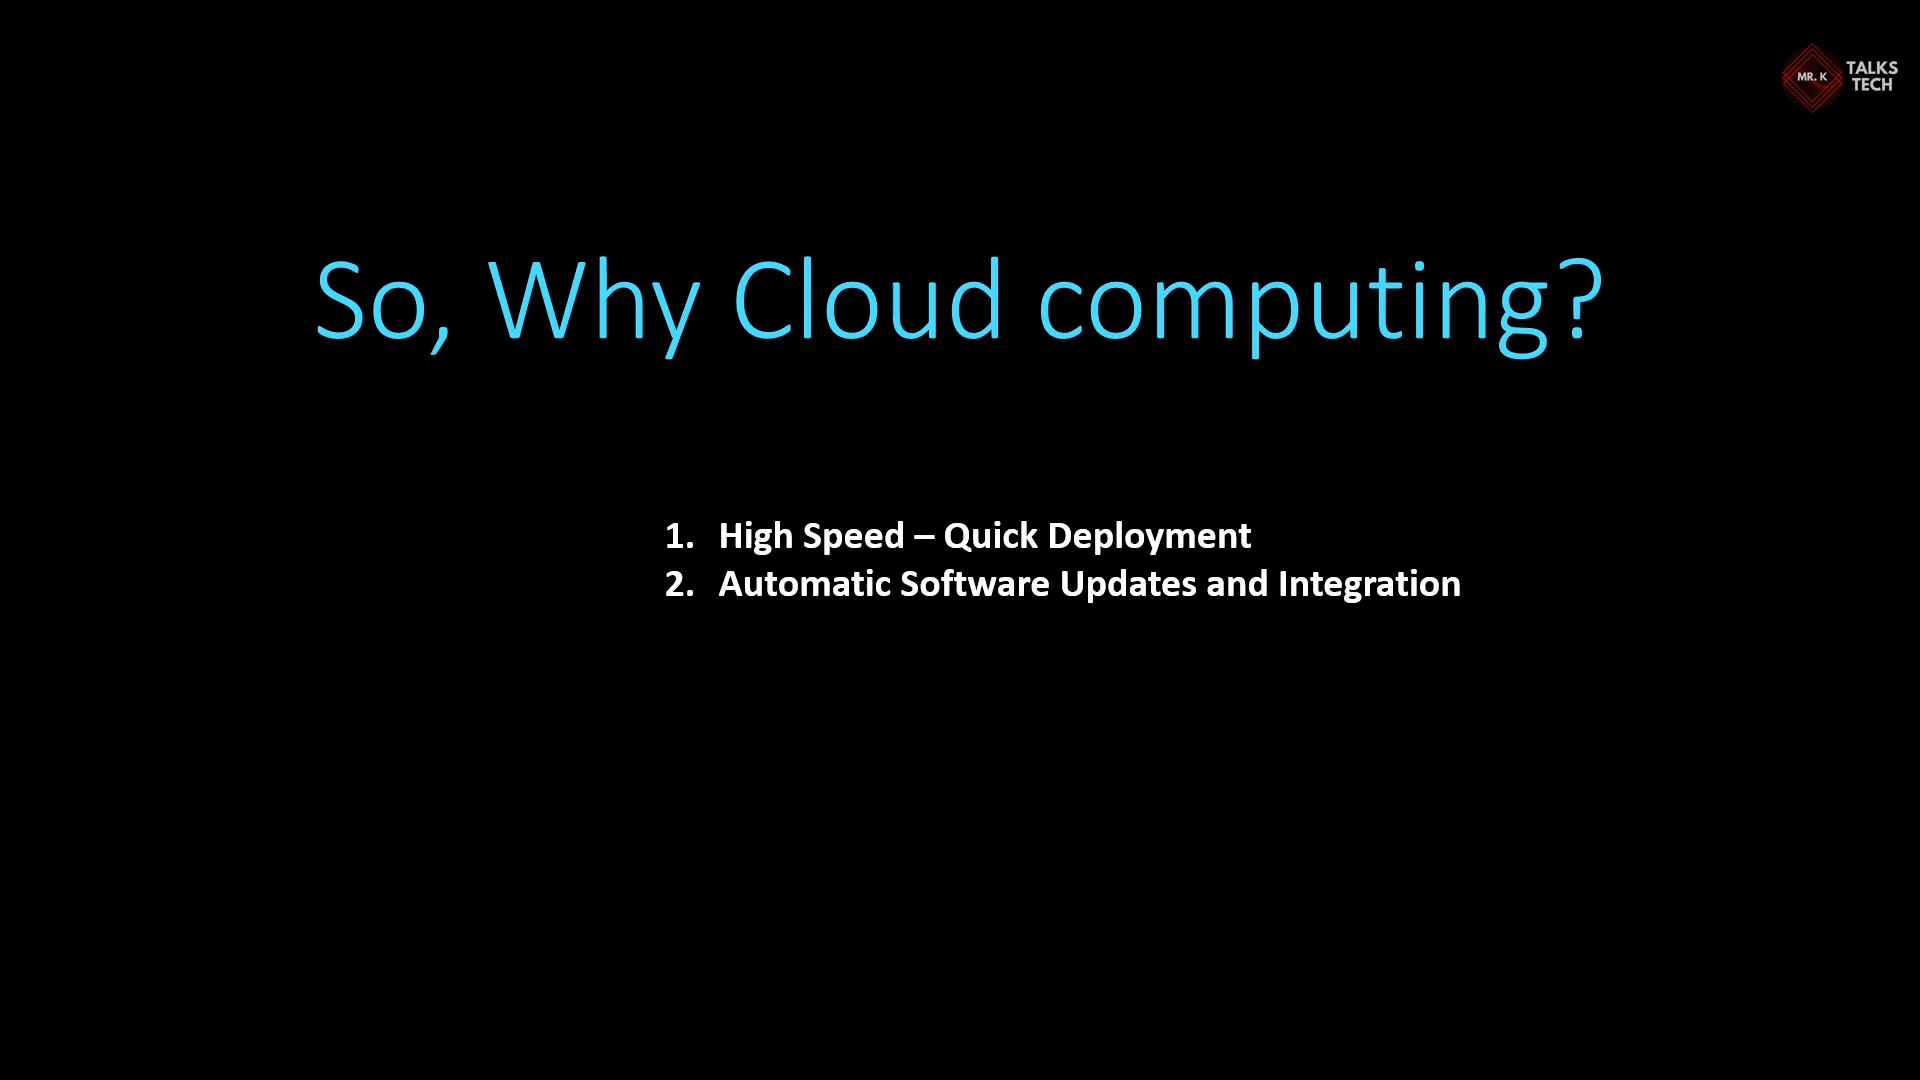 MR. K
TALKS
TECH
So, Why Cloud computing?
1. High Speed – Quick Deployment
2. Automatic Software Updates and Integration